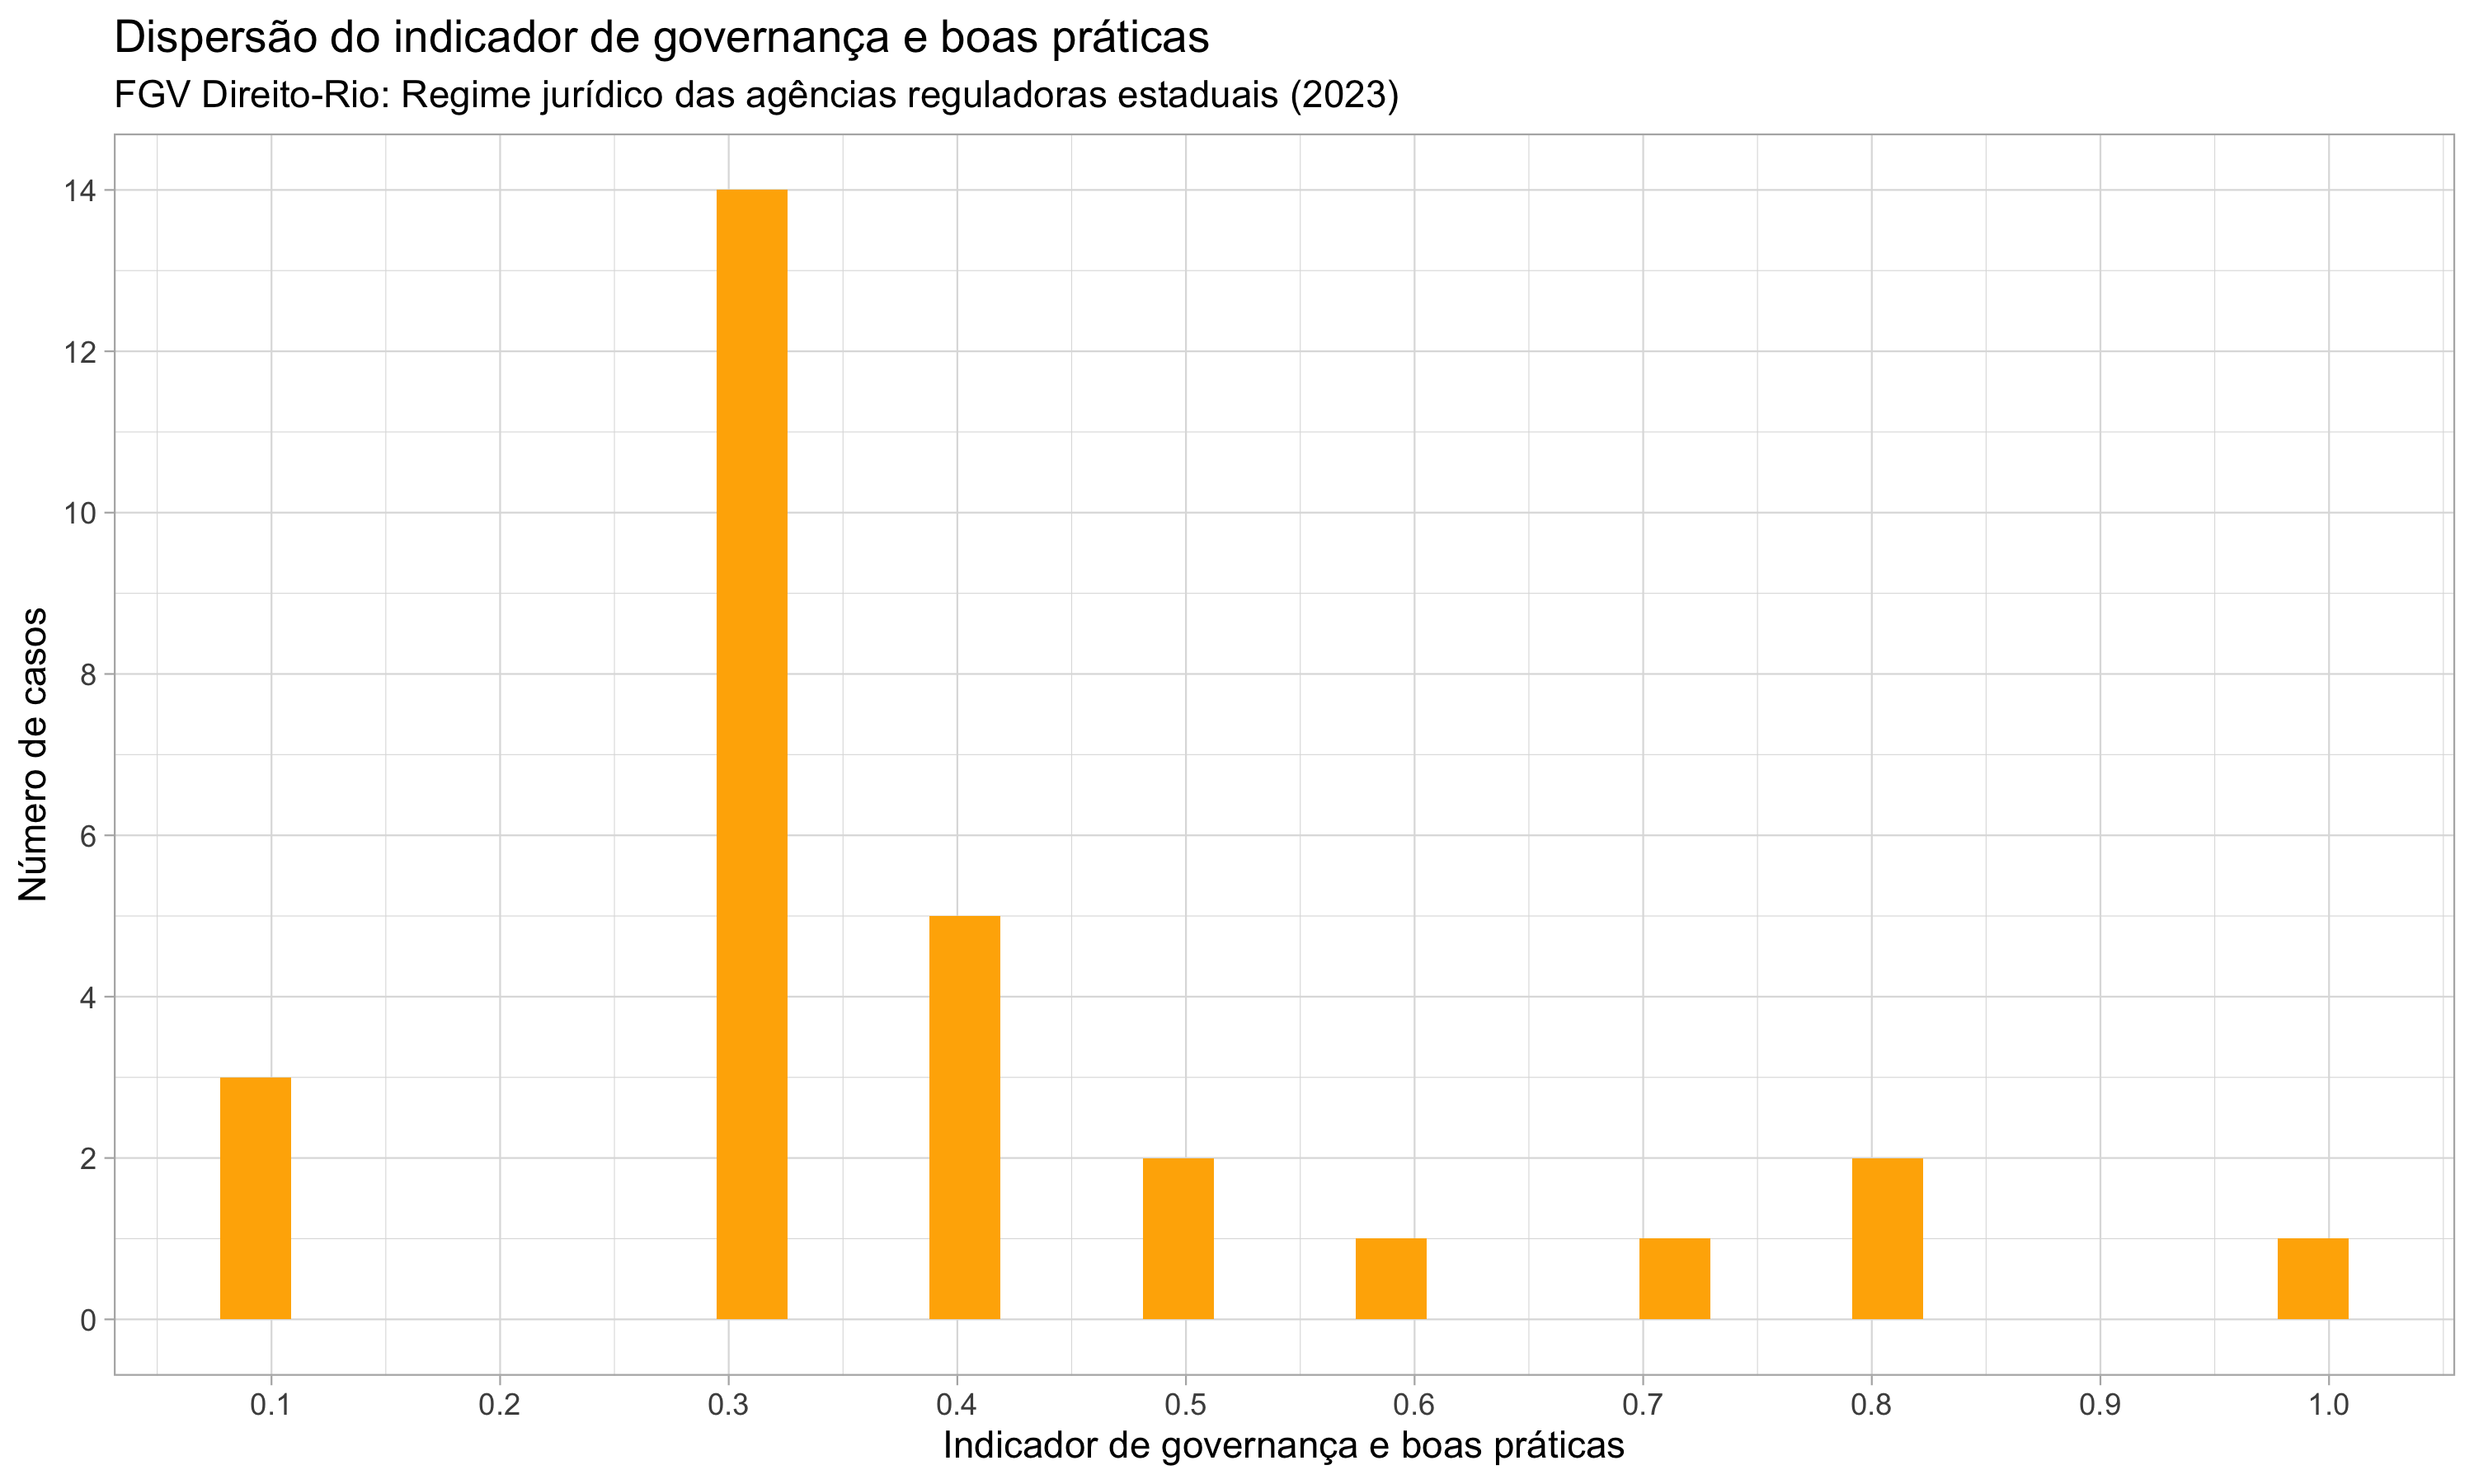 Dispersão do indicador de governança e boas práticas
FGV Direito-Rio: Regime jurídico das agências reguladoras estaduais (2023)
Número de casos
14
12
10
8
6
4
2
0
0.1 0.2 0.3 0.4 0.5 0.6 0.7 0.8 0.9 1.0
Indicador de governança e boas práticas